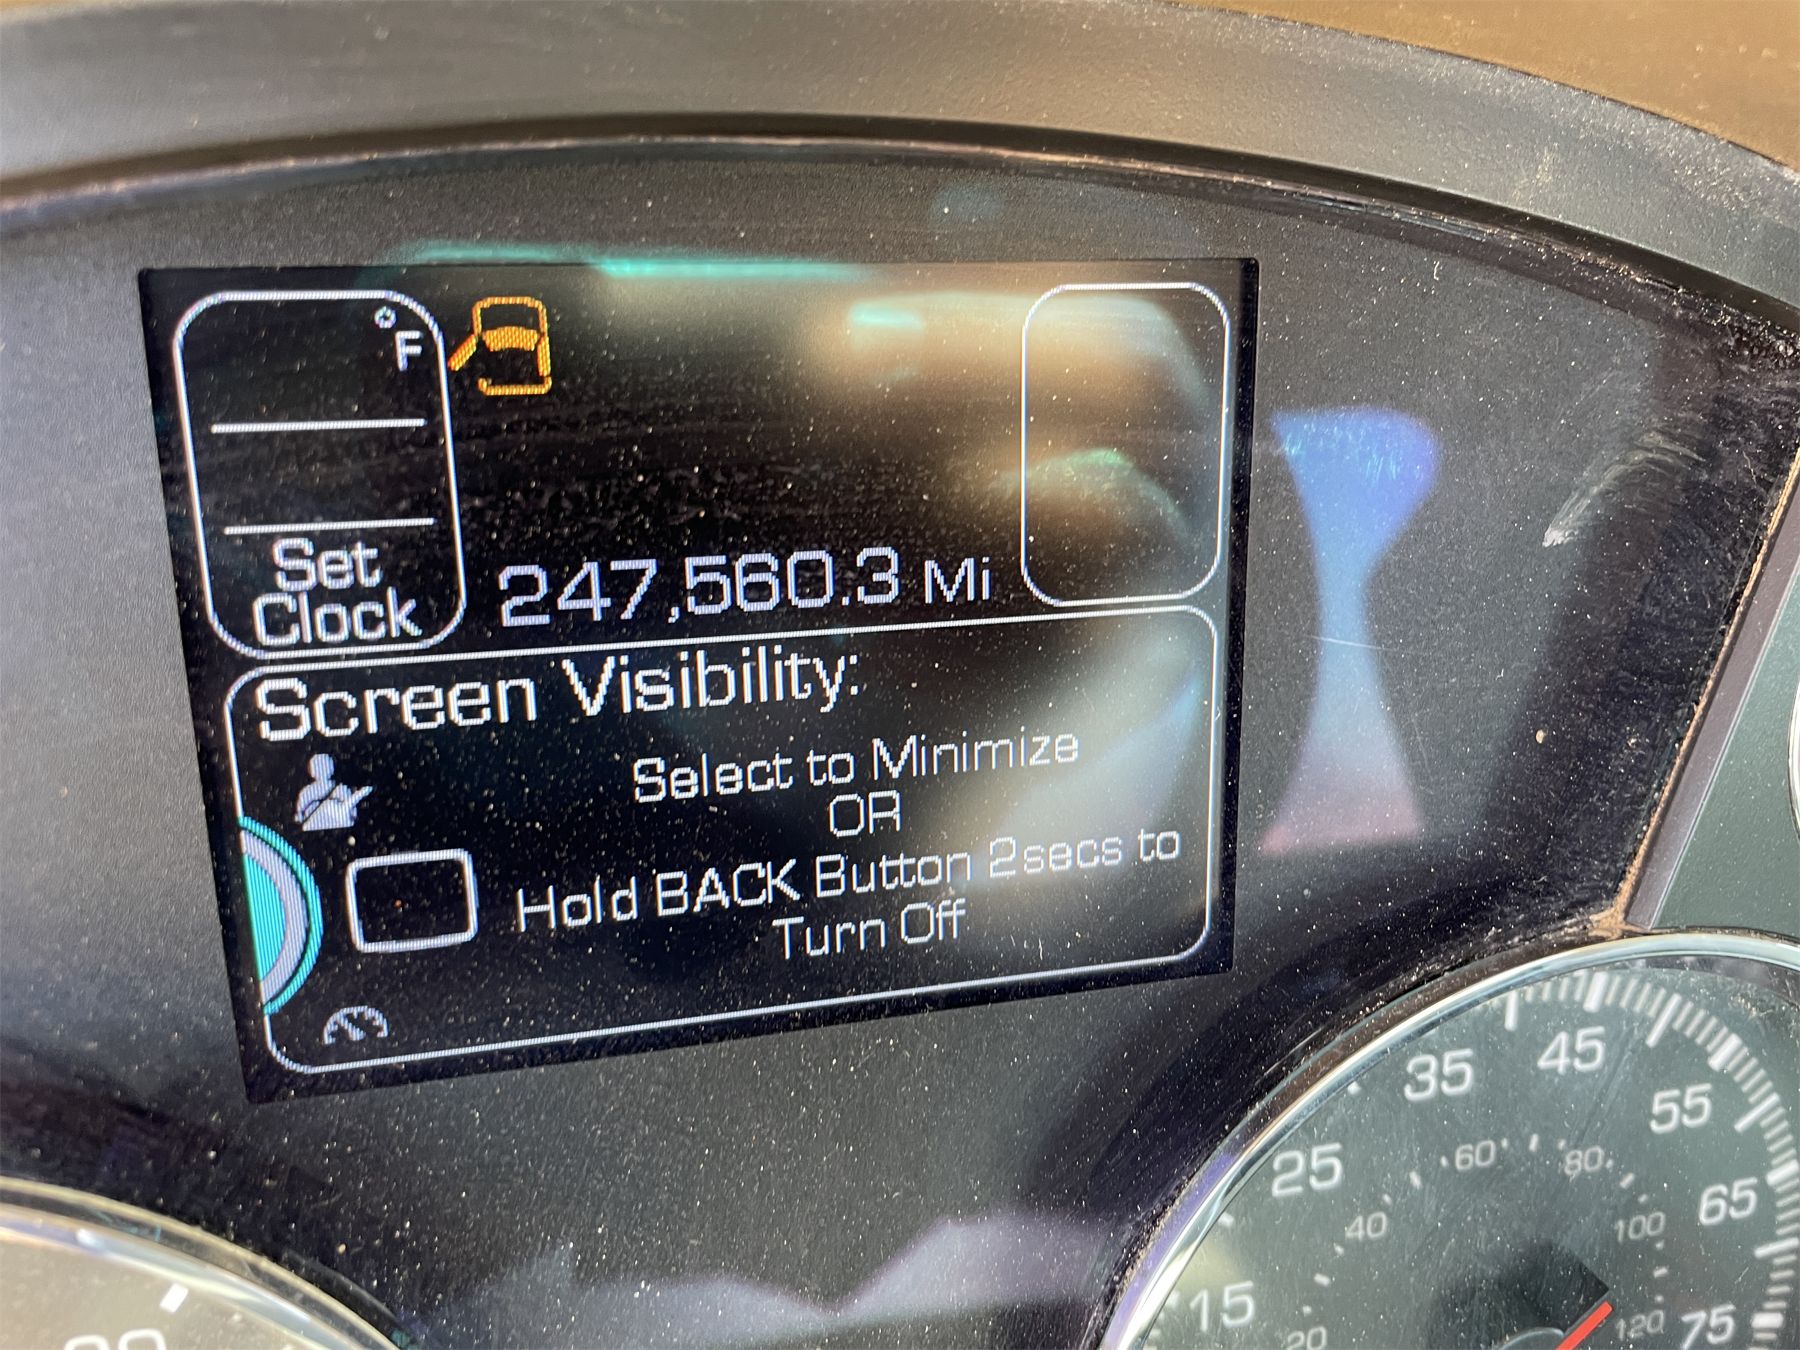 °F
Set
Clock
247,560.3 Mi
Screen Visibility:
Select to Minimize
OR
Hold BACK Button 2secs to
Turn Off
15
25
35
45
55
65
75
20
40
60
80
100
120